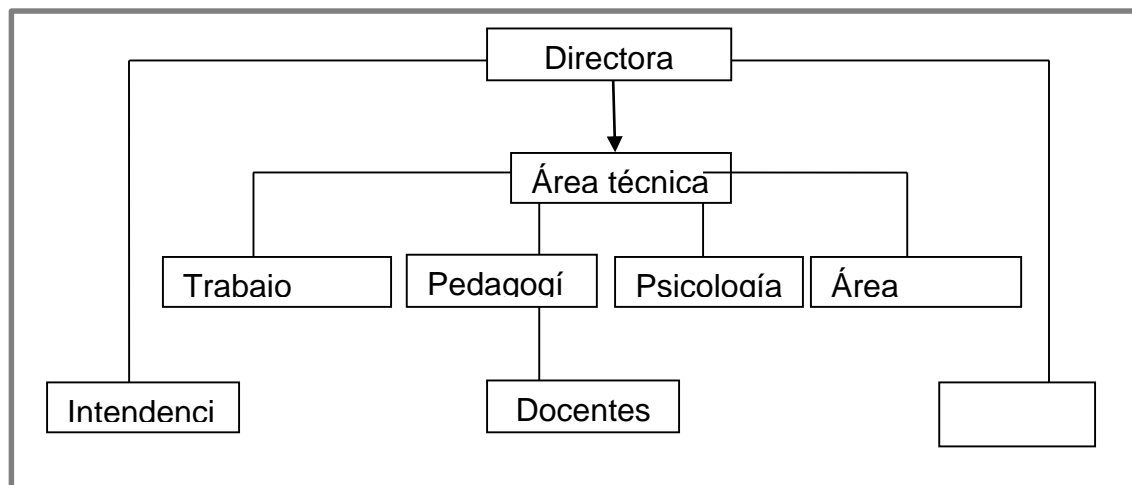 Directora
Área técnica
Trabajo
Pedagogí
Psicología
Área
Intendenci
Docentes